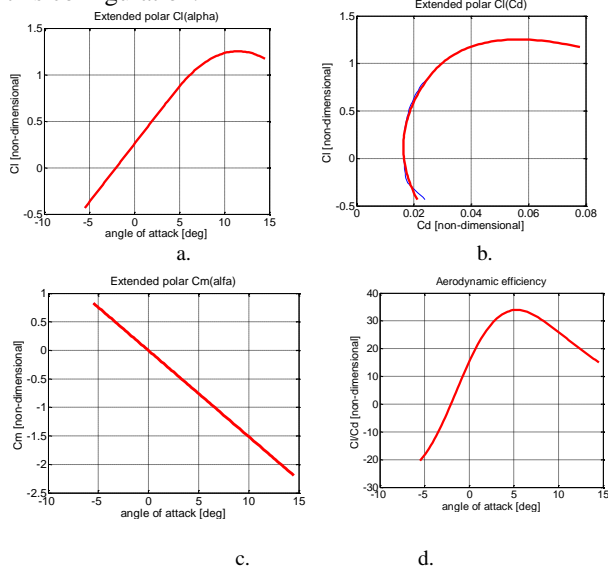 Extended polar Cl(alpha)
Extended polar Cl(Cd)
1.5
1
0.5
0
-0.5
-10 -5 0 5 10 15
Cl [non-dimensional]
angle of attack [deg]
a.
1.5
1
0.5
0
-0.5
0 0.02 0.04 0.06 0.08
Cl [non-dimensional]
Cd [non-dimensional]
b.
Extended polar Cm(alfa)
1
0.5
0
-0.5
-1
-1.5
-2
-2.5
-10 -5 0 5 10 15
Cm [non-dimensional]
angle of attack [deg]
Aerodynamic efficiency
40
30
20
10
0
-10
-20
-30
-10 -5 0 5 10 15
Cl/Cd [non-dimensional]
angle of attack [deg]
c. d.